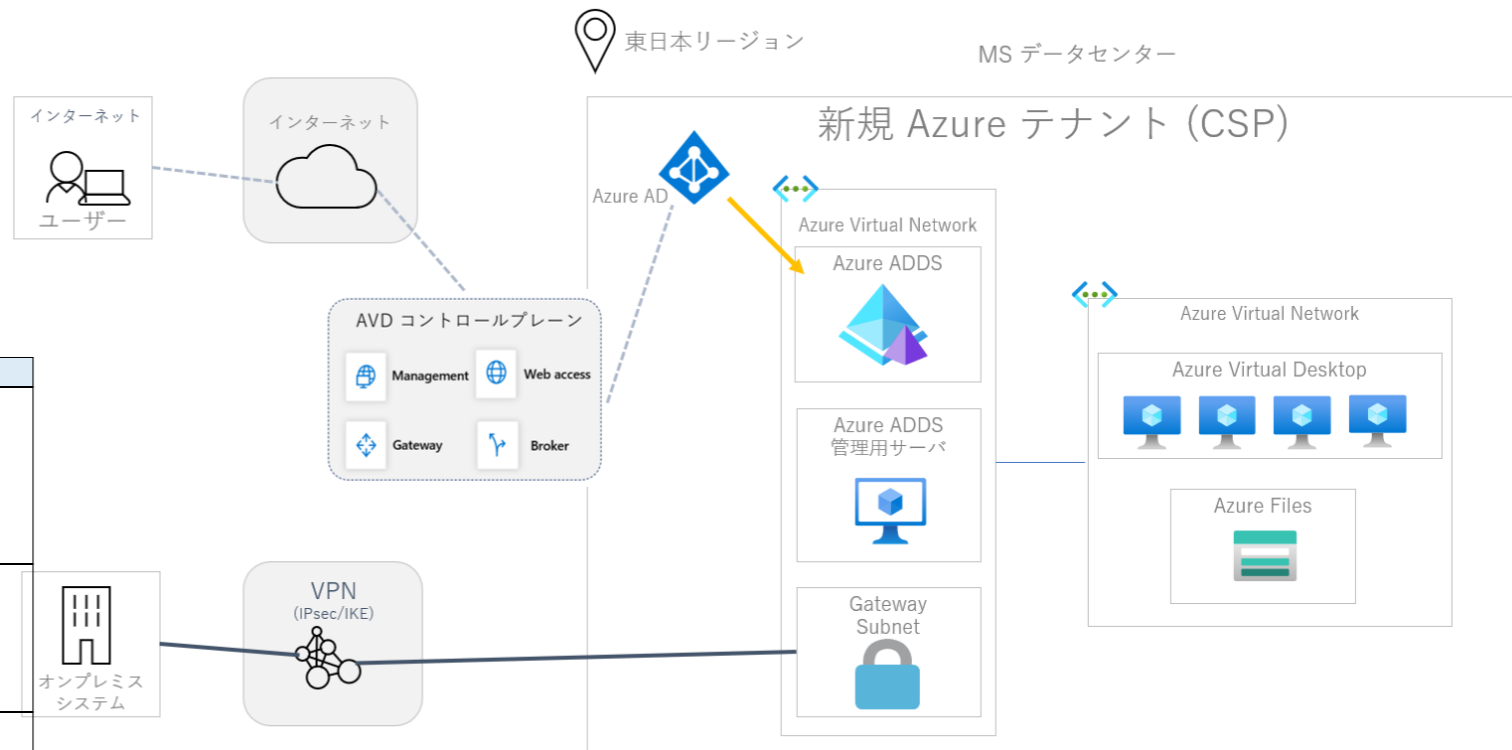 東日本リージョン
MS データセンター
新規 Azure テナント (CSP)
インターネット
ユーザー
インターネット
Azure AD
Azure Virtual Network
Azure ADDS
AVD コントロールプレーン
Management
Web access
Gateway
Broker
Azure ADDS
管理用サーバ
Azure Virtual Network
Azure Virtual Desktop
Azure Files
オンプレミス
システム
VPN
(IPsec/IKE)
Gateway
Subnet